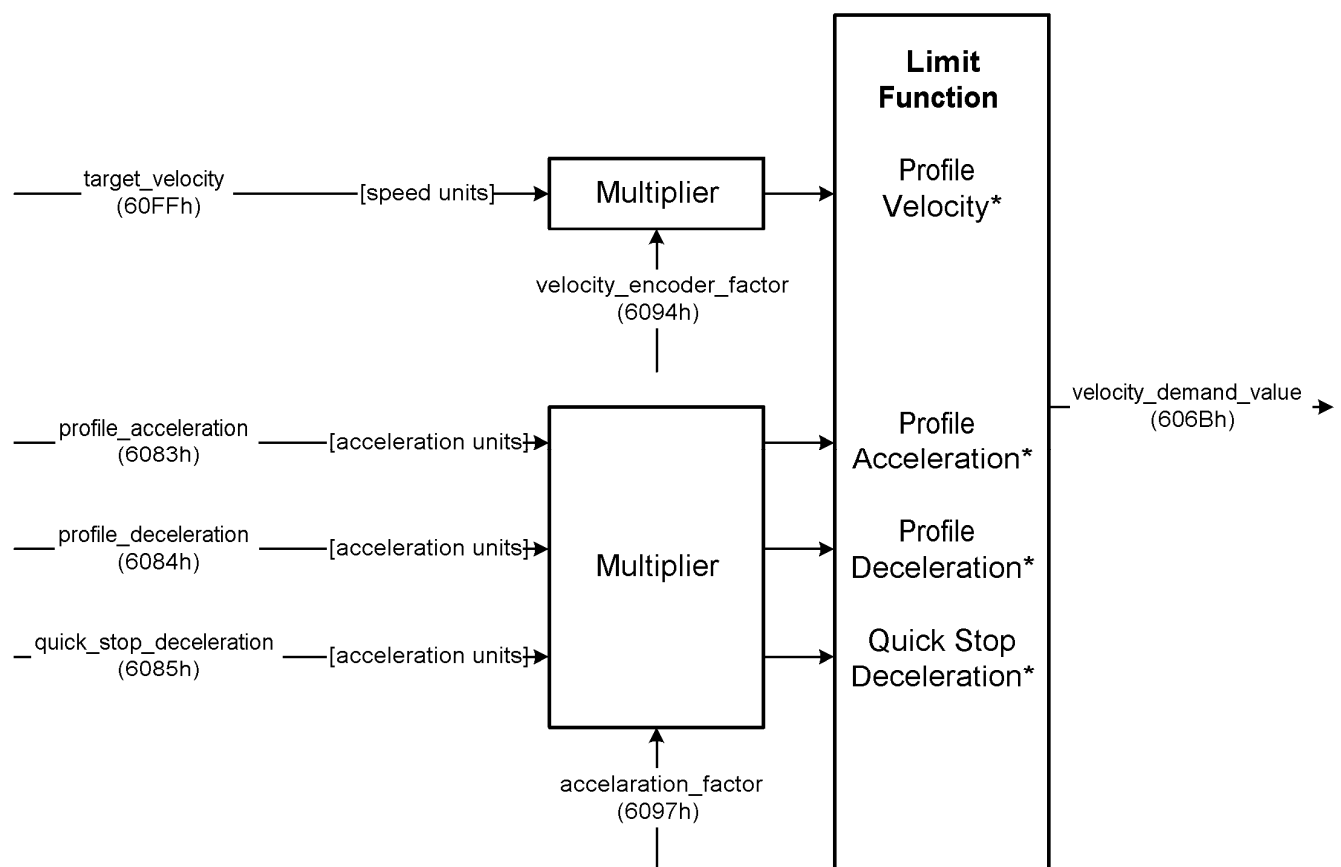 Limit
Function
target_velocity
(60FFh)
[speed units]
Multiplier
Profile
Velocity*
velocity_encoder_factor
(6094h)
profile_acceleration
(6083h)
[acceleration units]
Profile
Acceleration*
velocity_demand_value
(606Bh)
profile_deceleration
(6084h)
[acceleration units]
Multiplier
Profile
Deceleration*
quick_stop_deceleration
(6085h)
[acceleration units]
Quick Stop
Deceleration*
accelaration_factor
(6097h)